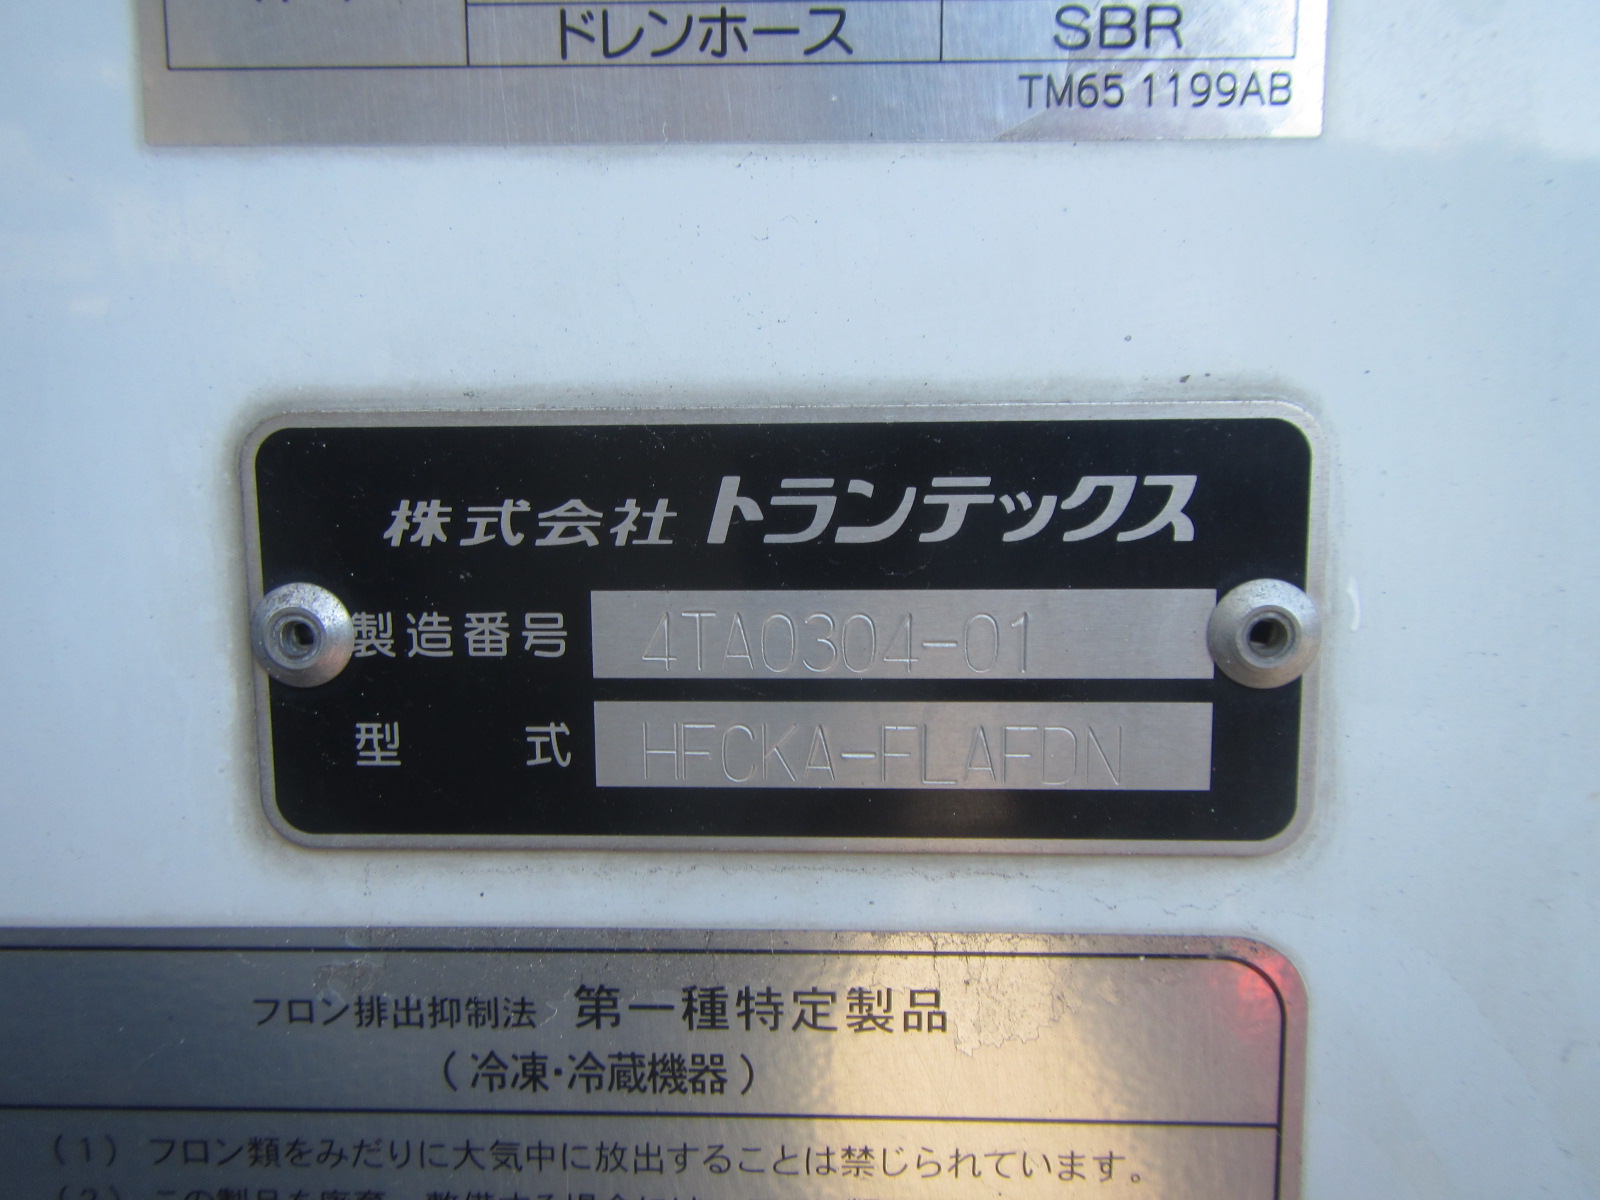 ドレンホース SBR
TM65 1199AB
株式会社 トランテックス
製造番号 4TA0304-01
型式 HFCKA-FLAFDN
フロン排出抑制法 第一種特定製品
(冷凍・冷蔵機器)
(1) フロン類をみだりに大気中に放出することは禁じられています。